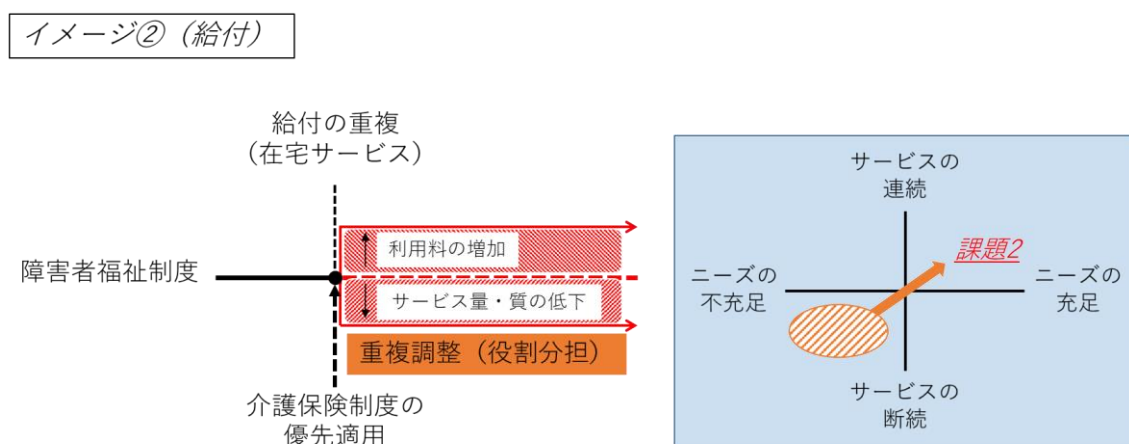 イメージ②（給付）
給付の重複
（在宅サービス）
障害者福祉制度
利用料の増加
サービス量・質の低下
重複調整（役割分担）
介護保険制度の
優先適用
サービスの
連続
課題2
ニーズの
不充足
ニーズの
充足
サービスの
断続